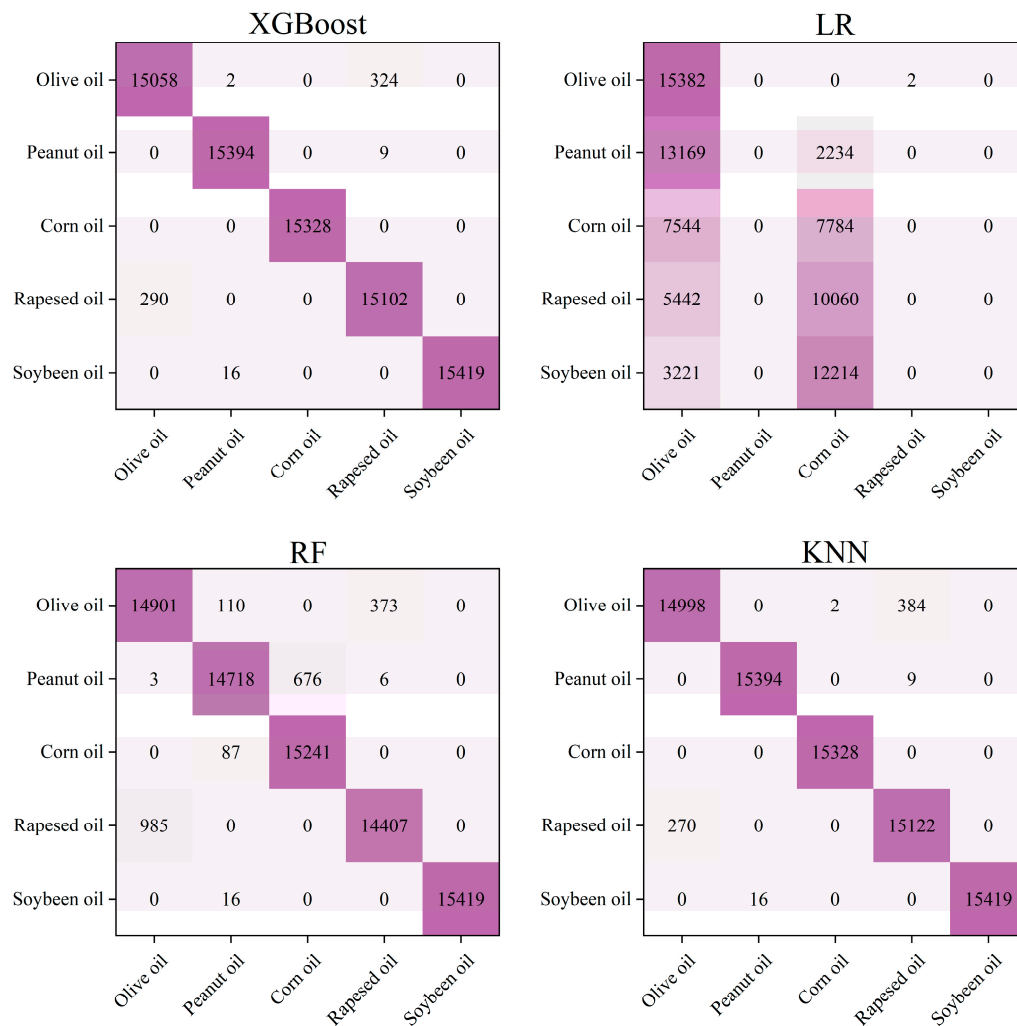 XGBoost
Olive oil 15058 2 0 324 0
Peanut oil 0 15394 0 9 0
Corn oil 0 0 15328 0 0
Rapesed oil 290 0 0 15102 0
Soybeen oil 0 16 0 0 15419
Olive oil Peanut oil Corn oil Rapesed oil Soybeen oil
LR
Olive oil 15382 0 0 2 0
Peanut oil 13169 0 2234 0 0
Corn oil 7544 0 7784 0 0
Rapesed oil 5442 0 10060 0 0
Soybeen oil 3221 0 12214 0 0
Olive oil Peanut oil Corn oil Rapesed oil Soybeen oil
RF
Olive oil 14901 110 0 373 0
Peanut oil 3 14718 676 6 0
Corn oil 0 87 15241 0 0
Rapesed oil 985 0 0 14407 0
Soybeen oil 0 16 0 0 15419
Olive oil Peanut oil Corn oil Rapesed oil Soybeen oil
KNN
Olive oil 14998 0 2 384 0
Peanut oil 0 15394 0 9 0
Corn oil 0 0 15328 0 0
Rapesed oil 270 0 0 15122 0
Soybeen oil 0 16 0 0 15419
Olive oil Peanut oil Corn oil Rapesed oil Soybeen oil